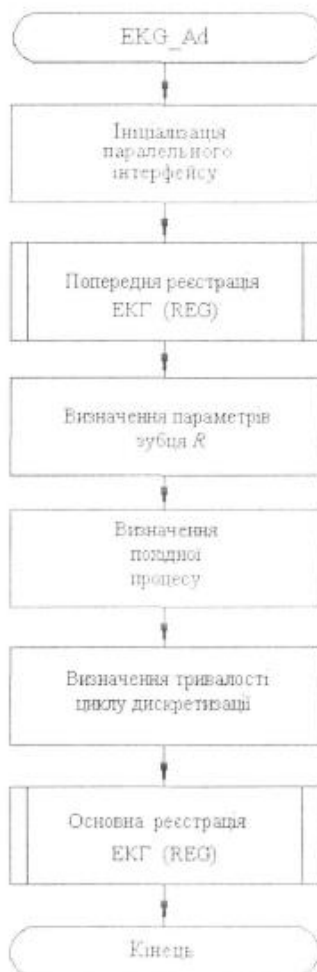 EKG_Ad
Ініціалізація
паралельного
інтерфейсу
Попередня реєстрація
ЕКГ (REG)
Визначення параметрів
зубця R
Визначення
похідної
процесу
Визначення тривалості
циклу дискретизації
Основна реєстрація
ЕКГ (REG)
Кінець